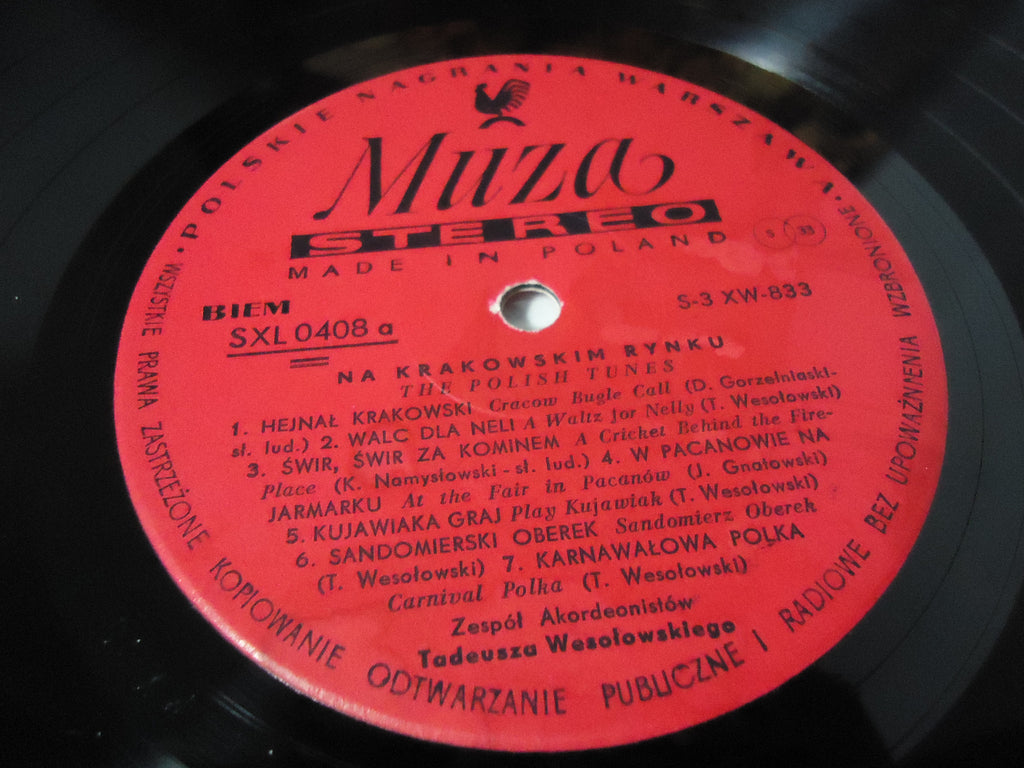 • POLSKIE NAGRANIA WARSZAWA •
Muza
STEREO
MADE IN POLAND
S 33
BIEM
SXL 0408 a
S-3 XW-833
NA KRAKOWSKIM RYNKU
THE POLISH TUNES
1. HEJNAŁ KRAKOWSKI Cracow Bugle Call (D. Gorzelniaski-
sł. lud.) 2. WALC DLA NELI A Waltz for Nelly (T. Wesołowski)
3. ŚWIR, ŚWIR ZA KOMINEM A Cricket Behind the Fire-
Place (K. Namysłowski - sł. lud.) 4. W PACANOWIE NA
JARMARKU At the Fair in Pacanów (J. Gnatowski)
5. KUJAWIAKA GRAJ Play Kujawiak (T. Wesołowski)
6. SANDOMIERSKI OBEREK Sandomierz Oberek
(T. Wesołowski) 7. KARNAWAŁOWA POLKA
Carnival Polka (T. Wesołowski)
Zespół Akordeonistów
Tadeusza Wesołowskiego
WSZYSTKIE PRAWA ZASTRZEŻONE KOPIOWANIE ODTWARZANIE PUBLICZNE I RADIOWE BEZ UPOWAŻNIENIA WZBRONIONE